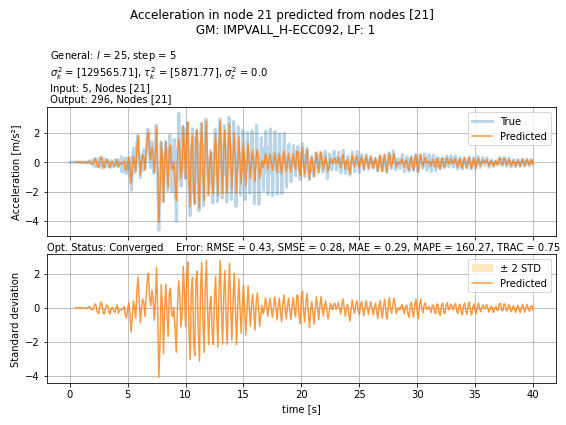 Acceleration in node 21 predicted from nodes [21]
GM: IMPVALL_H-ECC092, LF: 1
General: l = 25, step = 5
σ²ₖ = [129565.71], τ²ₖ = [5871.77], σ²ₑ = 0.0
Input: 5, Nodes [21]
Output: 296, Nodes [21]
True
Predicted
2
0
−2
−4
Acceleration [m/s²]
Opt. Status: Converged    Error: RMSE = 0.43, SMSE = 0.28, MAE = 0.29, MAPE = 160.27, TRAC = 0.75
± 2 STD
Predicted
2
0
−2
−4
Standard deviation
0 5 10 15 20 25 30 35 40
time [s]